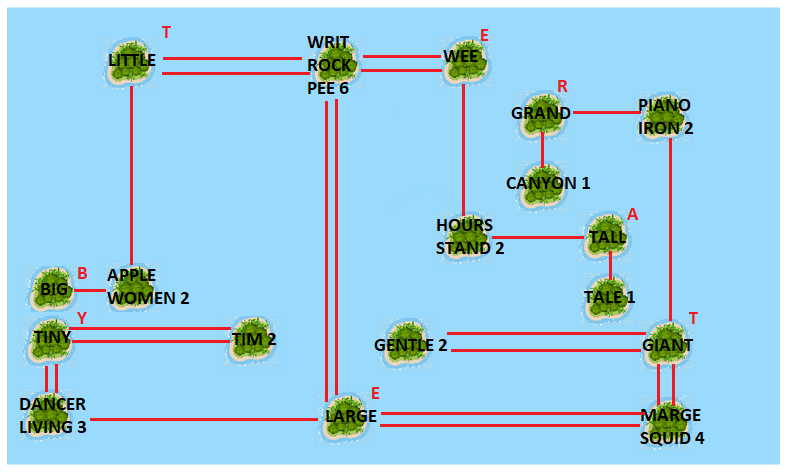 T
LITTLE
WRIT
ROCK
PEE 6
E
WEE
R
GRAND
PIANO
IRON 2
CANYON 1
HOURS
STAND 2
A
TALL
B
BIG
APPLE
WOMEN 2
TALE 1
Y
TINY
TIM 2
GENTLE 2
T
GIANT
DANCER
LIVING 3
E
LARGE
MARGE
SQUID 4